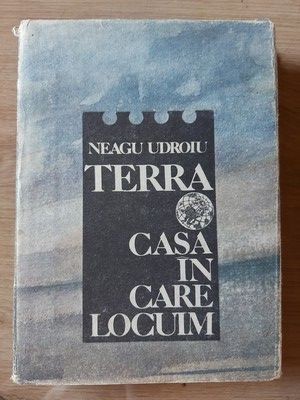 NEAGU UDROIU
TERRA
CASA
IN
CARE
LOCUIM